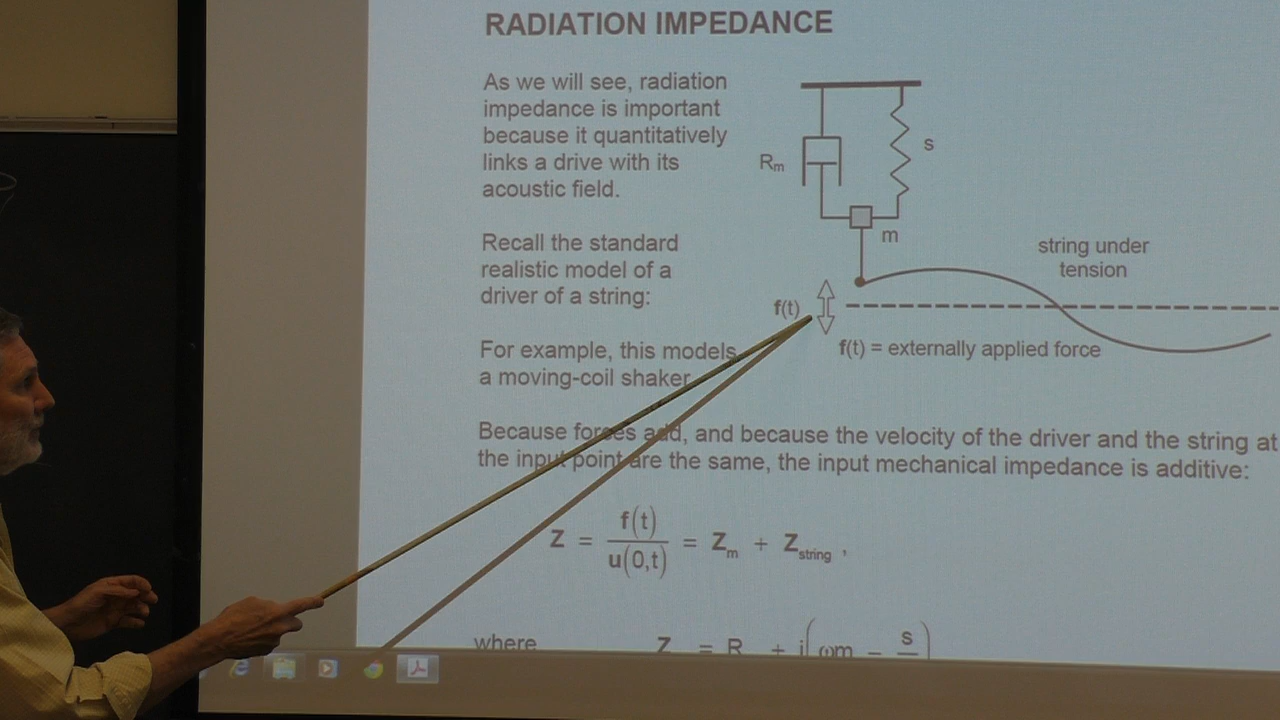 RADIATION IMPEDANCE
As we will see, radiation
impedance is important
because it quantitatively
links a drive with its
acoustic field.
Rm
s
m
Recall the standard
realistic model of a
driver of a string:
string under
tension
f(t)
f(t) = externally applied force
For example, this models
a moving-coil shaker
Because forces add, and because the velocity of the driver and the string at
the input point are the same, the input mechanical impedance is additive:
Z = f(t) / u(0,t) = Zm + Zstring ,
where Z = R + i(ωm − s